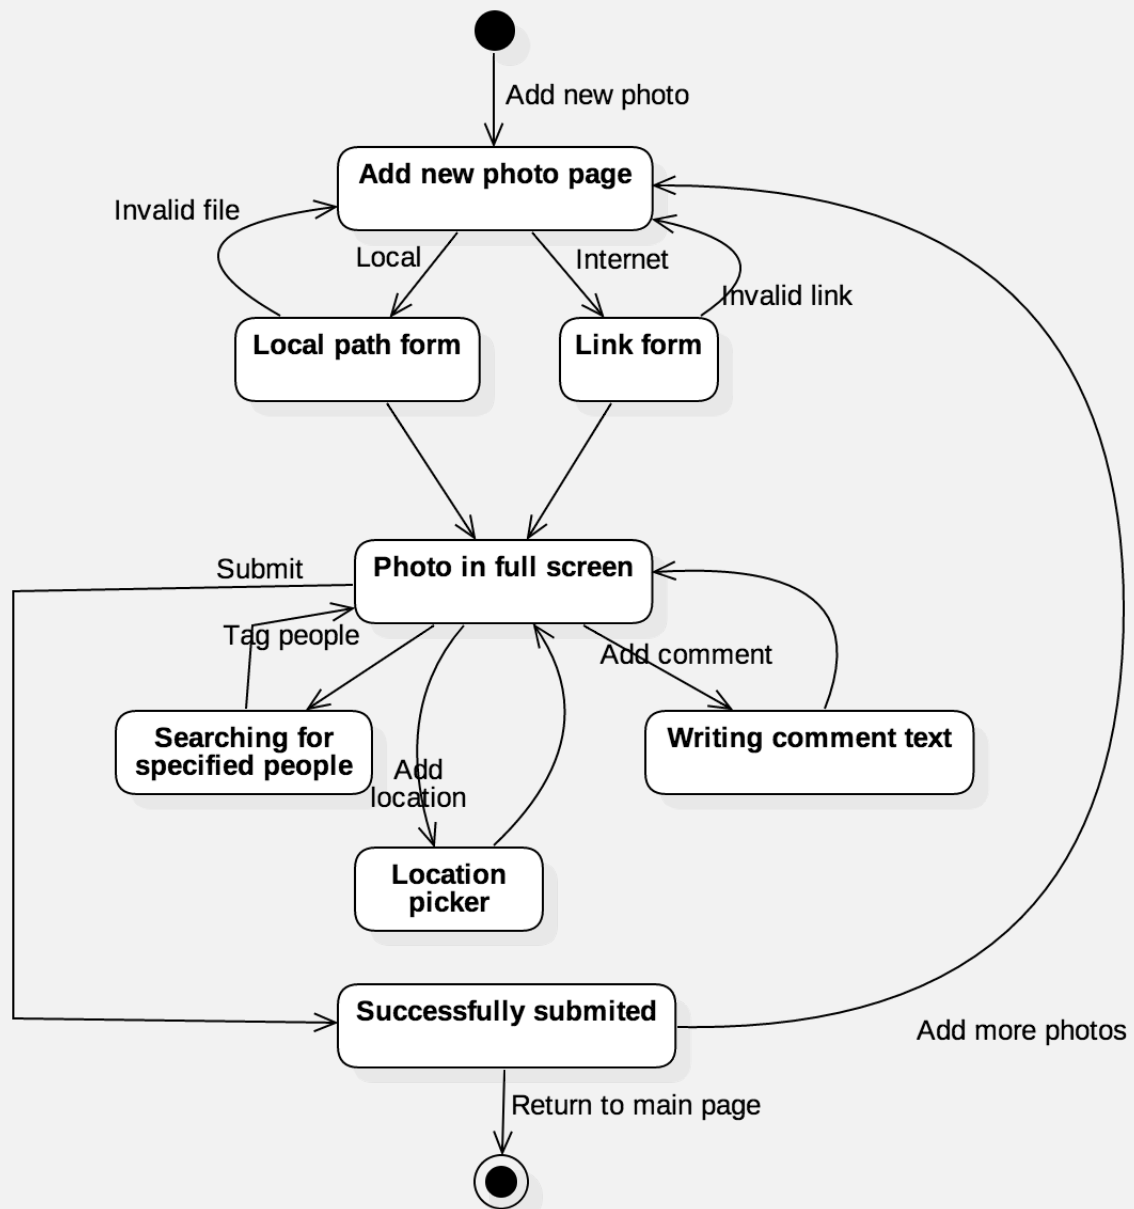 Add new photo
Add new photo page
Invalid file
Local
Internet
Invalid link
Local path form
Link form
Photo in full screen
Submit
Tag people
Add comment
Searching for
specified people
Writing comment text
Add
location
Location
picker
Successfully submited
Add more photos
Return to main page